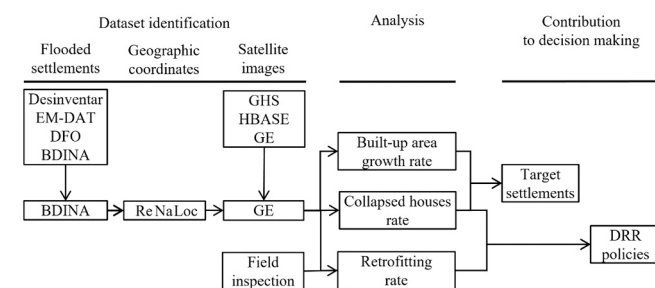 Dataset identification
Analysis
Contribution
to decision making
Flooded
settlements
Geographic
coordinates
Satellite
images
Desinventar
EM-DAT
DFO
BDINA
GHS
HBASE
GE
Built-up area
growth rate
Target
settlements
BDINA
ReNaLoc
GE
Collapsed houses
rate
DRR
policies
Field
inspection
Retrofitting
rate